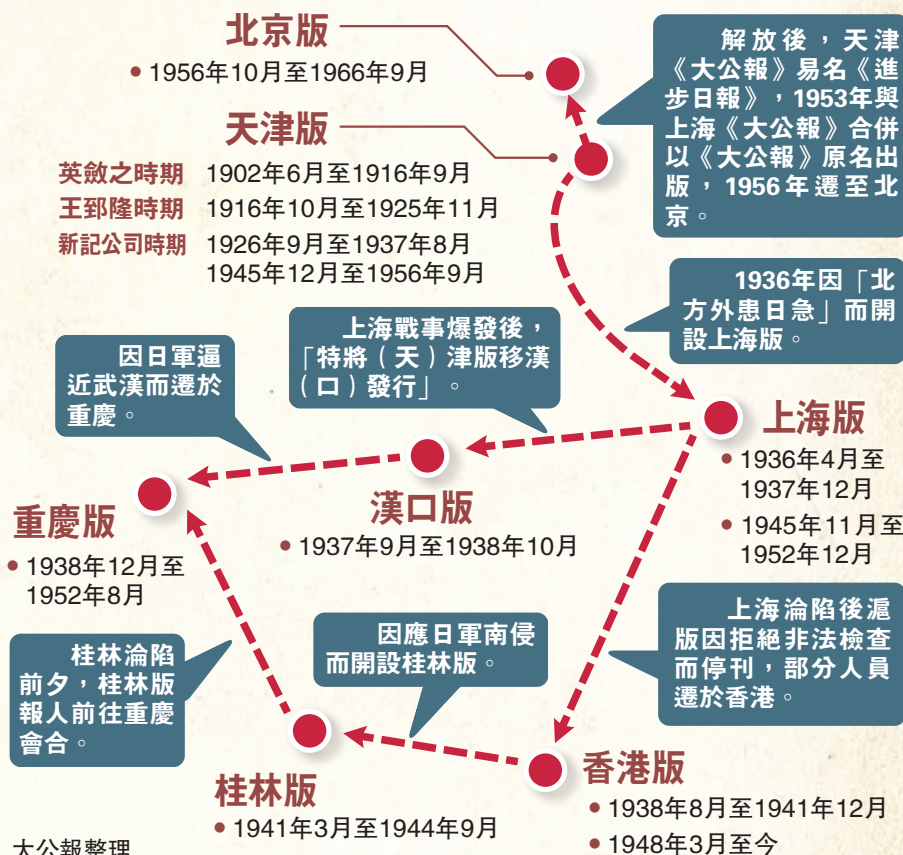 北京版
• 1956年10月至1966年9月
天津版
英斂之時期 1902年6月至1916年9月
王郅隆時期 1916年10月至1925年11月
新記公司時期 1926年9月至1937年8月
1945年12月至1956年9月
解放後，天津
《大公報》易名《進
步日報》，1953年與
上海《大公報》合併
以《大公報》原名出
版，1956年遷至北
京。
1936年因「北
方外患日急」而開
設上海版。
上海戰事爆發後，
「特將（天）津版移漢
（口）發行」。
因日軍逼
近武漢而遷於
重慶。
上海版
• 1936年4月至
1937年12月
• 1945年11月至
1952年12月
漢口版
• 1937年9月至1938年10月
重慶版
• 1938年12月至
1952年8月
上海淪陷後滬
版因拒絕非法檢查
而停刊，部分人員
遷於香港。
因應日軍南侵
而開設桂林版。
桂林淪陷
前夕，桂林版
報人前往重慶
會合。
香港版
• 1938年8月至1941年12月
• 1948年3月至今
桂林版
• 1941年3月至1944年9月
大公報整理